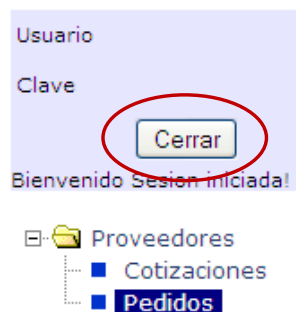 Usuario
Clave
Cerrar
Bienvenido Sesion iniciada!
Proveedores
Cotizaciones
Pedidos